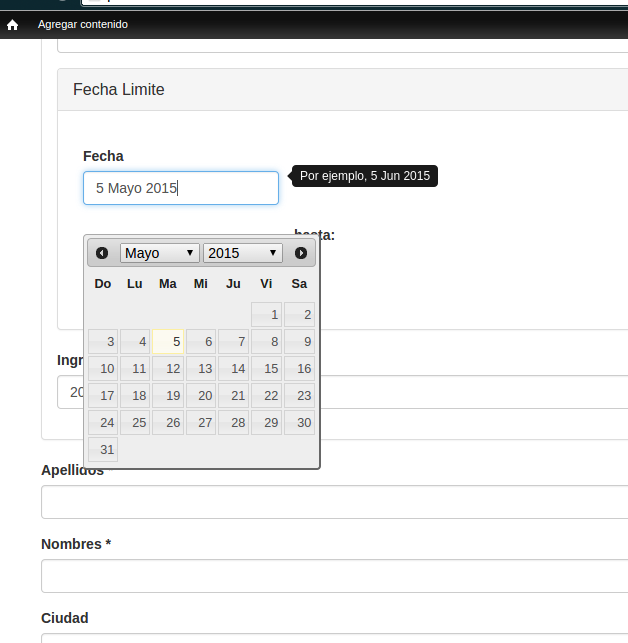 Agregar contenido
Fecha Limite
Fecha
5 Mayo 2015
Por ejemplo, 5 Jun 2015
hasta:
Mayo 2015
Do Lu Ma Mi Ju Vi Sa
1 2
3 4 5 6 7 8 9
10 11 12 13 14 15 16
17 18 19 20 21 22 23
24 25 26 27 28 29 30
31
Ingr
20
Apellidos
Nombres *
Ciudad